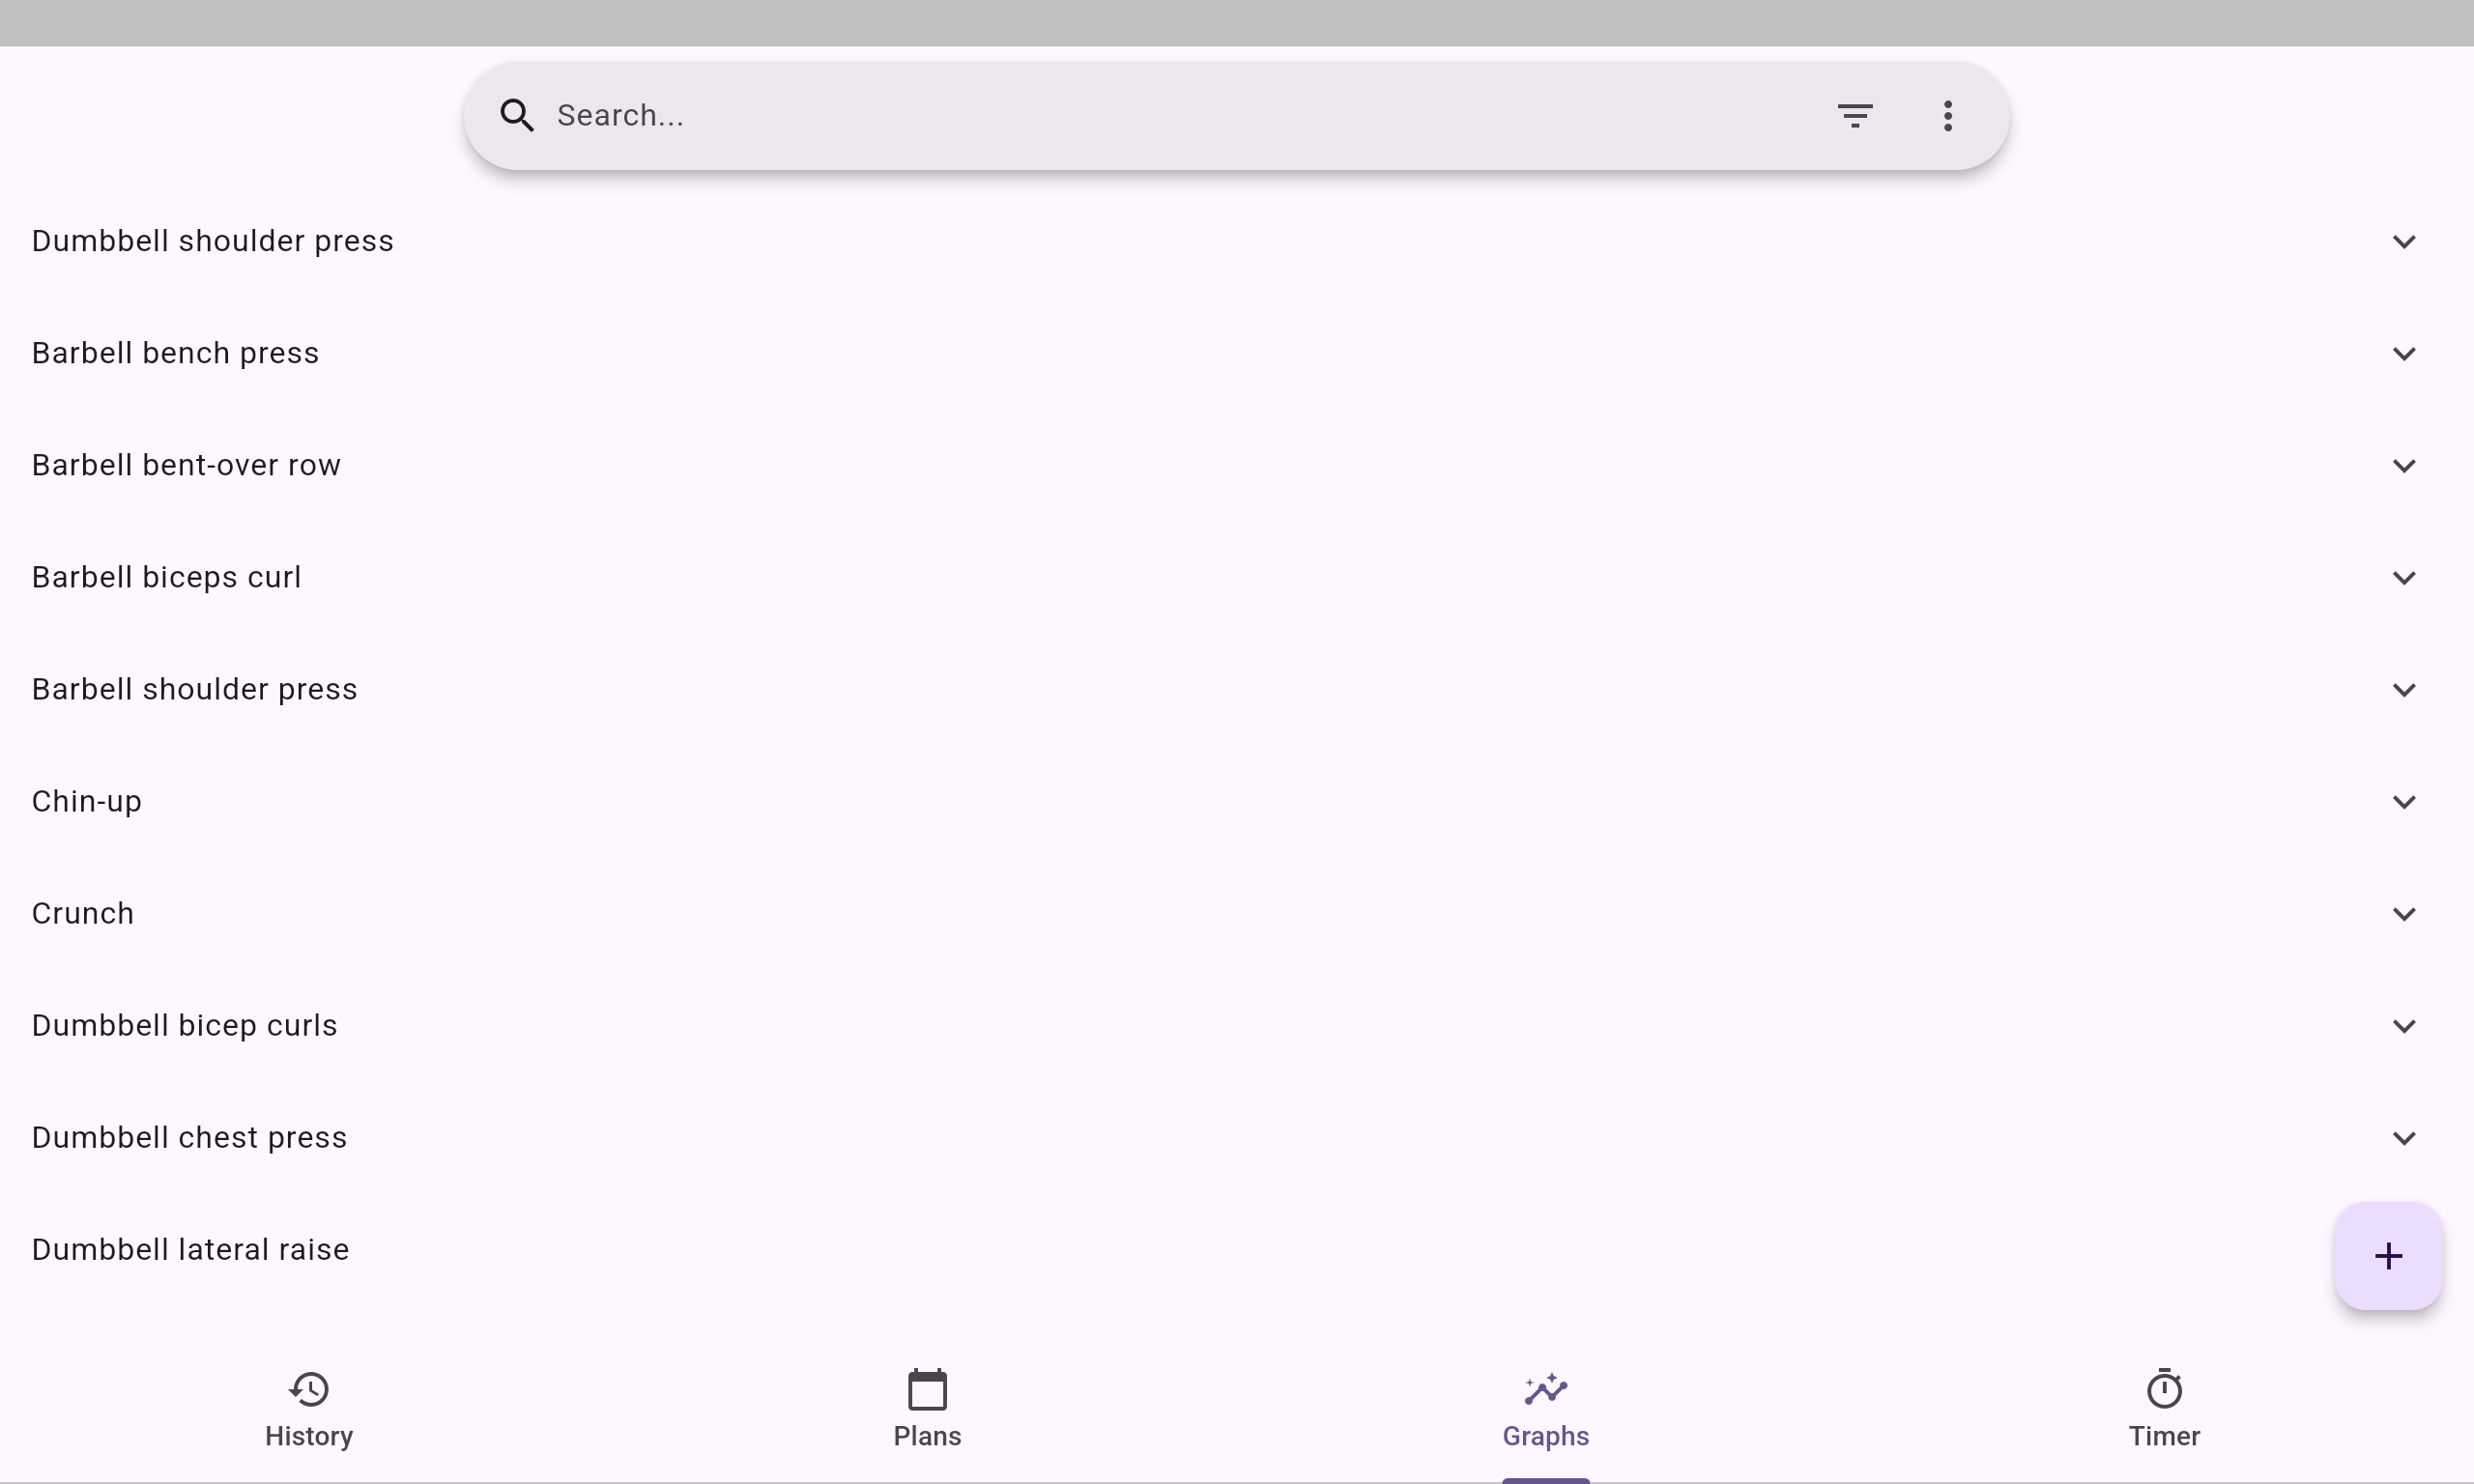 Search...
Dumbbell shoulder press
Barbell bench press
Barbell bent-over row
Barbell biceps curl
Barbell shoulder press
Chin-up
Crunch
Dumbbell bicep curls
Dumbbell chest press
Dumbbell lateral raise
History
Plans
Graphs
Timer